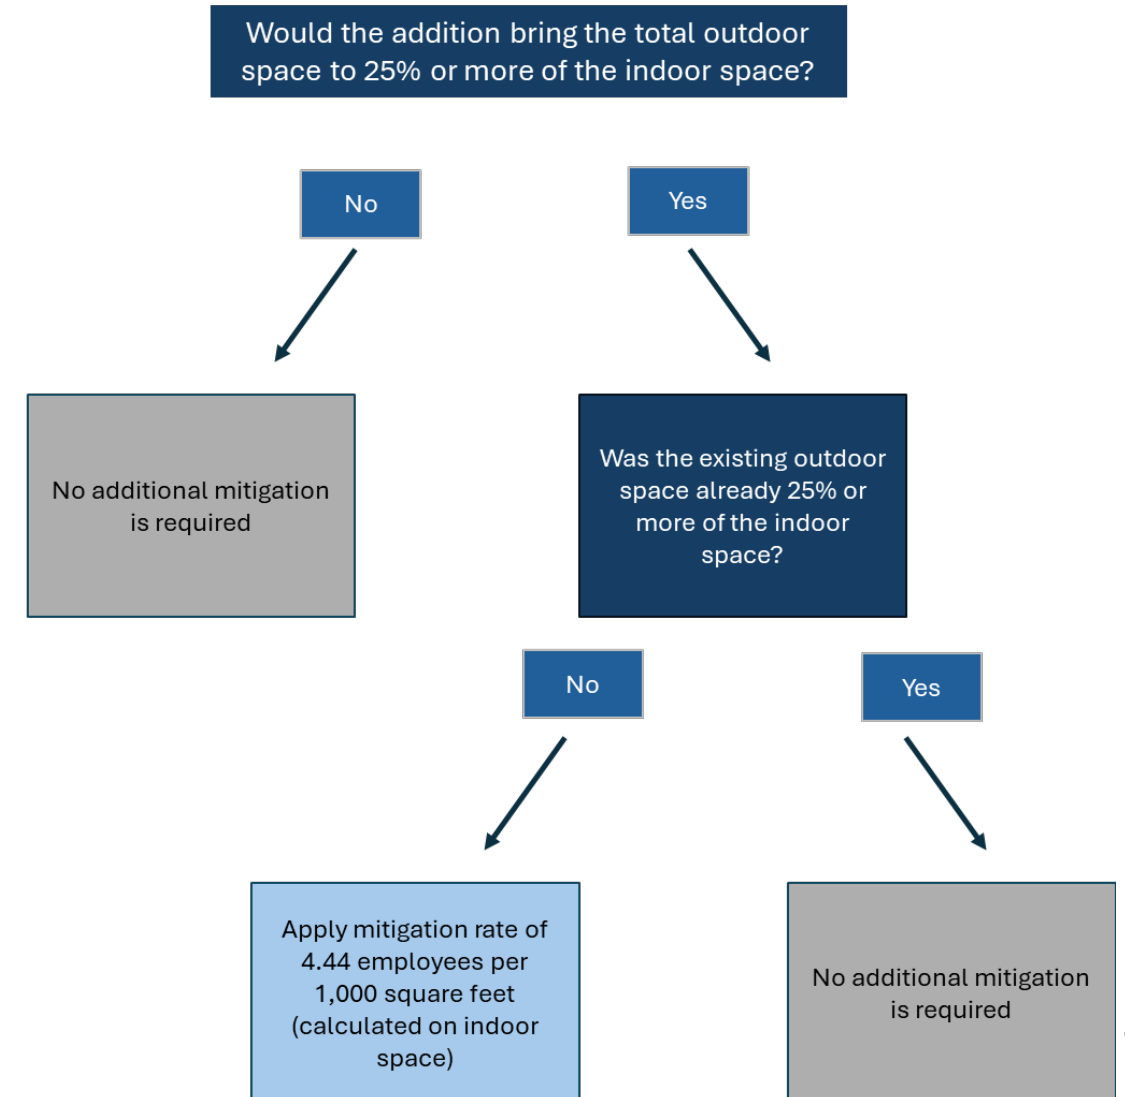 Would the addition bring the total outdoor
space to 25% or more of the indoor space?
No
Yes
No additional mitigation
is required
Was the existing outdoor
space already 25% or
more of the indoor
space?
No
Yes
Apply mitigation rate of
4.44 employees per
1,000 square feet
(calculated on indoor
space)
No additional mitigation
is required